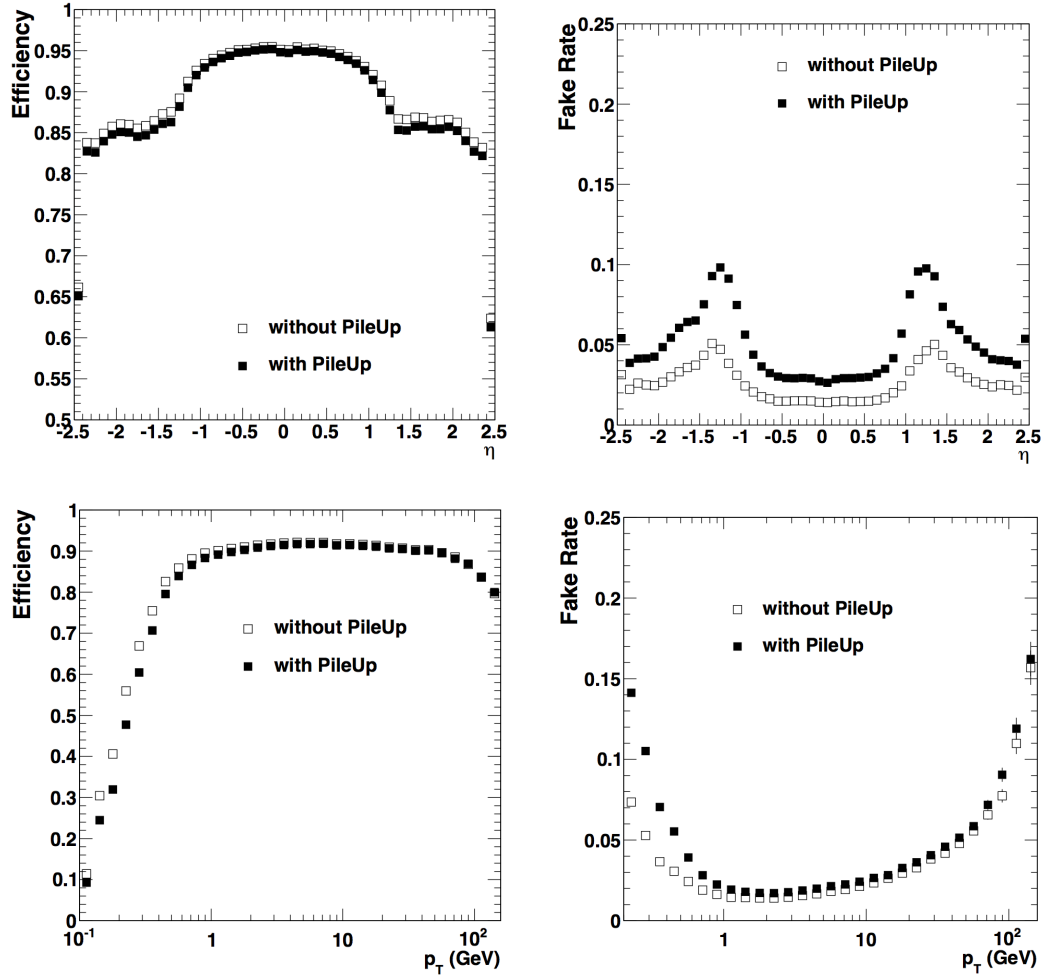 Efficiency
1
0.95
0.9
0.85
0.8
0.75
0.7
0.65
0.6
0.55
0.5
without PileUp
with PileUp
-2.5 -2 -1.5 -1 -0.5 0 0.5 1 1.5 2 2.5
η
Fake Rate
0.25
0.2
0.15
0.1
0.05
0
without PileUp
with PileUp
-2.5 -2 -1.5 -1 -0.5 0 0.5 1 1.5 2 2.5
η
Efficiency
1
0.9
0.8
0.7
0.6
0.5
0.4
0.3
0.2
0.1
0
without PileUp
with PileUp
10⁻¹ 1 10 10²
p_T (GeV)
Fake Rate
0.25
0.2
0.15
0.1
0.05
0
without PileUp
with PileUp
1 10 10²
p_T (GeV)